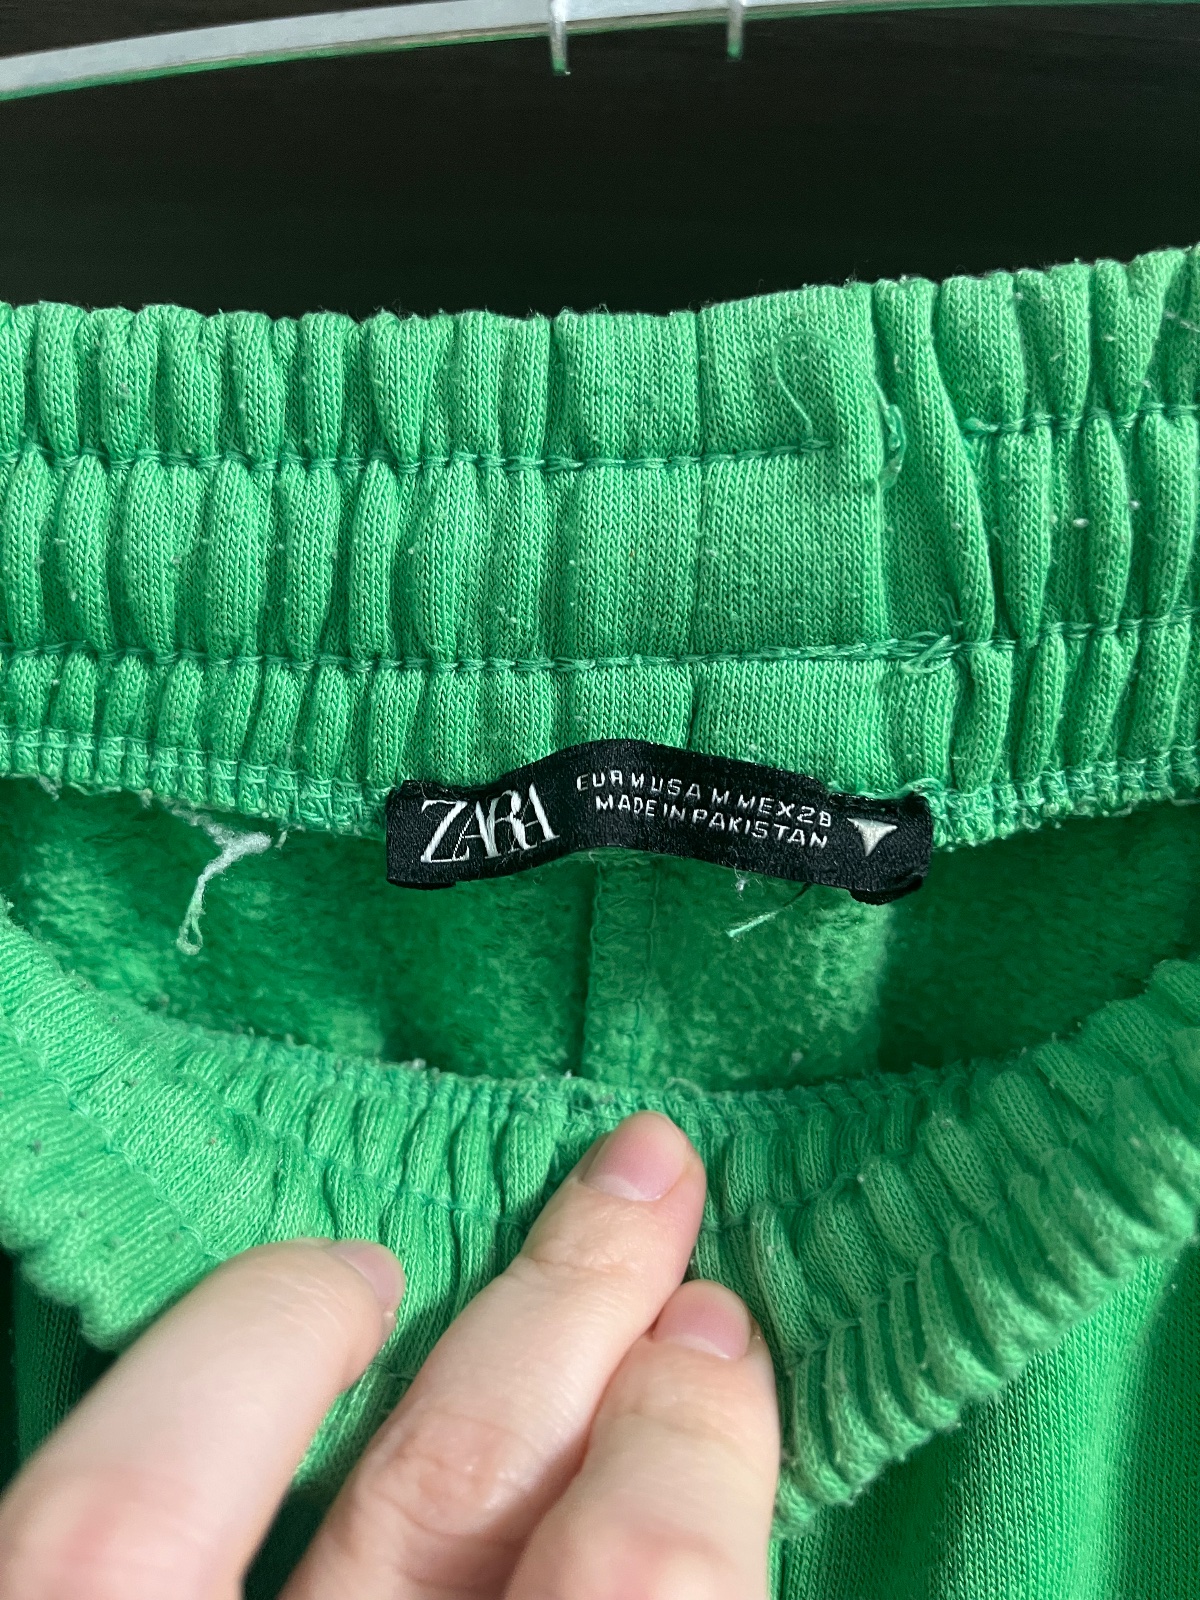 ZARA
EUR M USA M MEX 28
MADE IN PAKISTAN